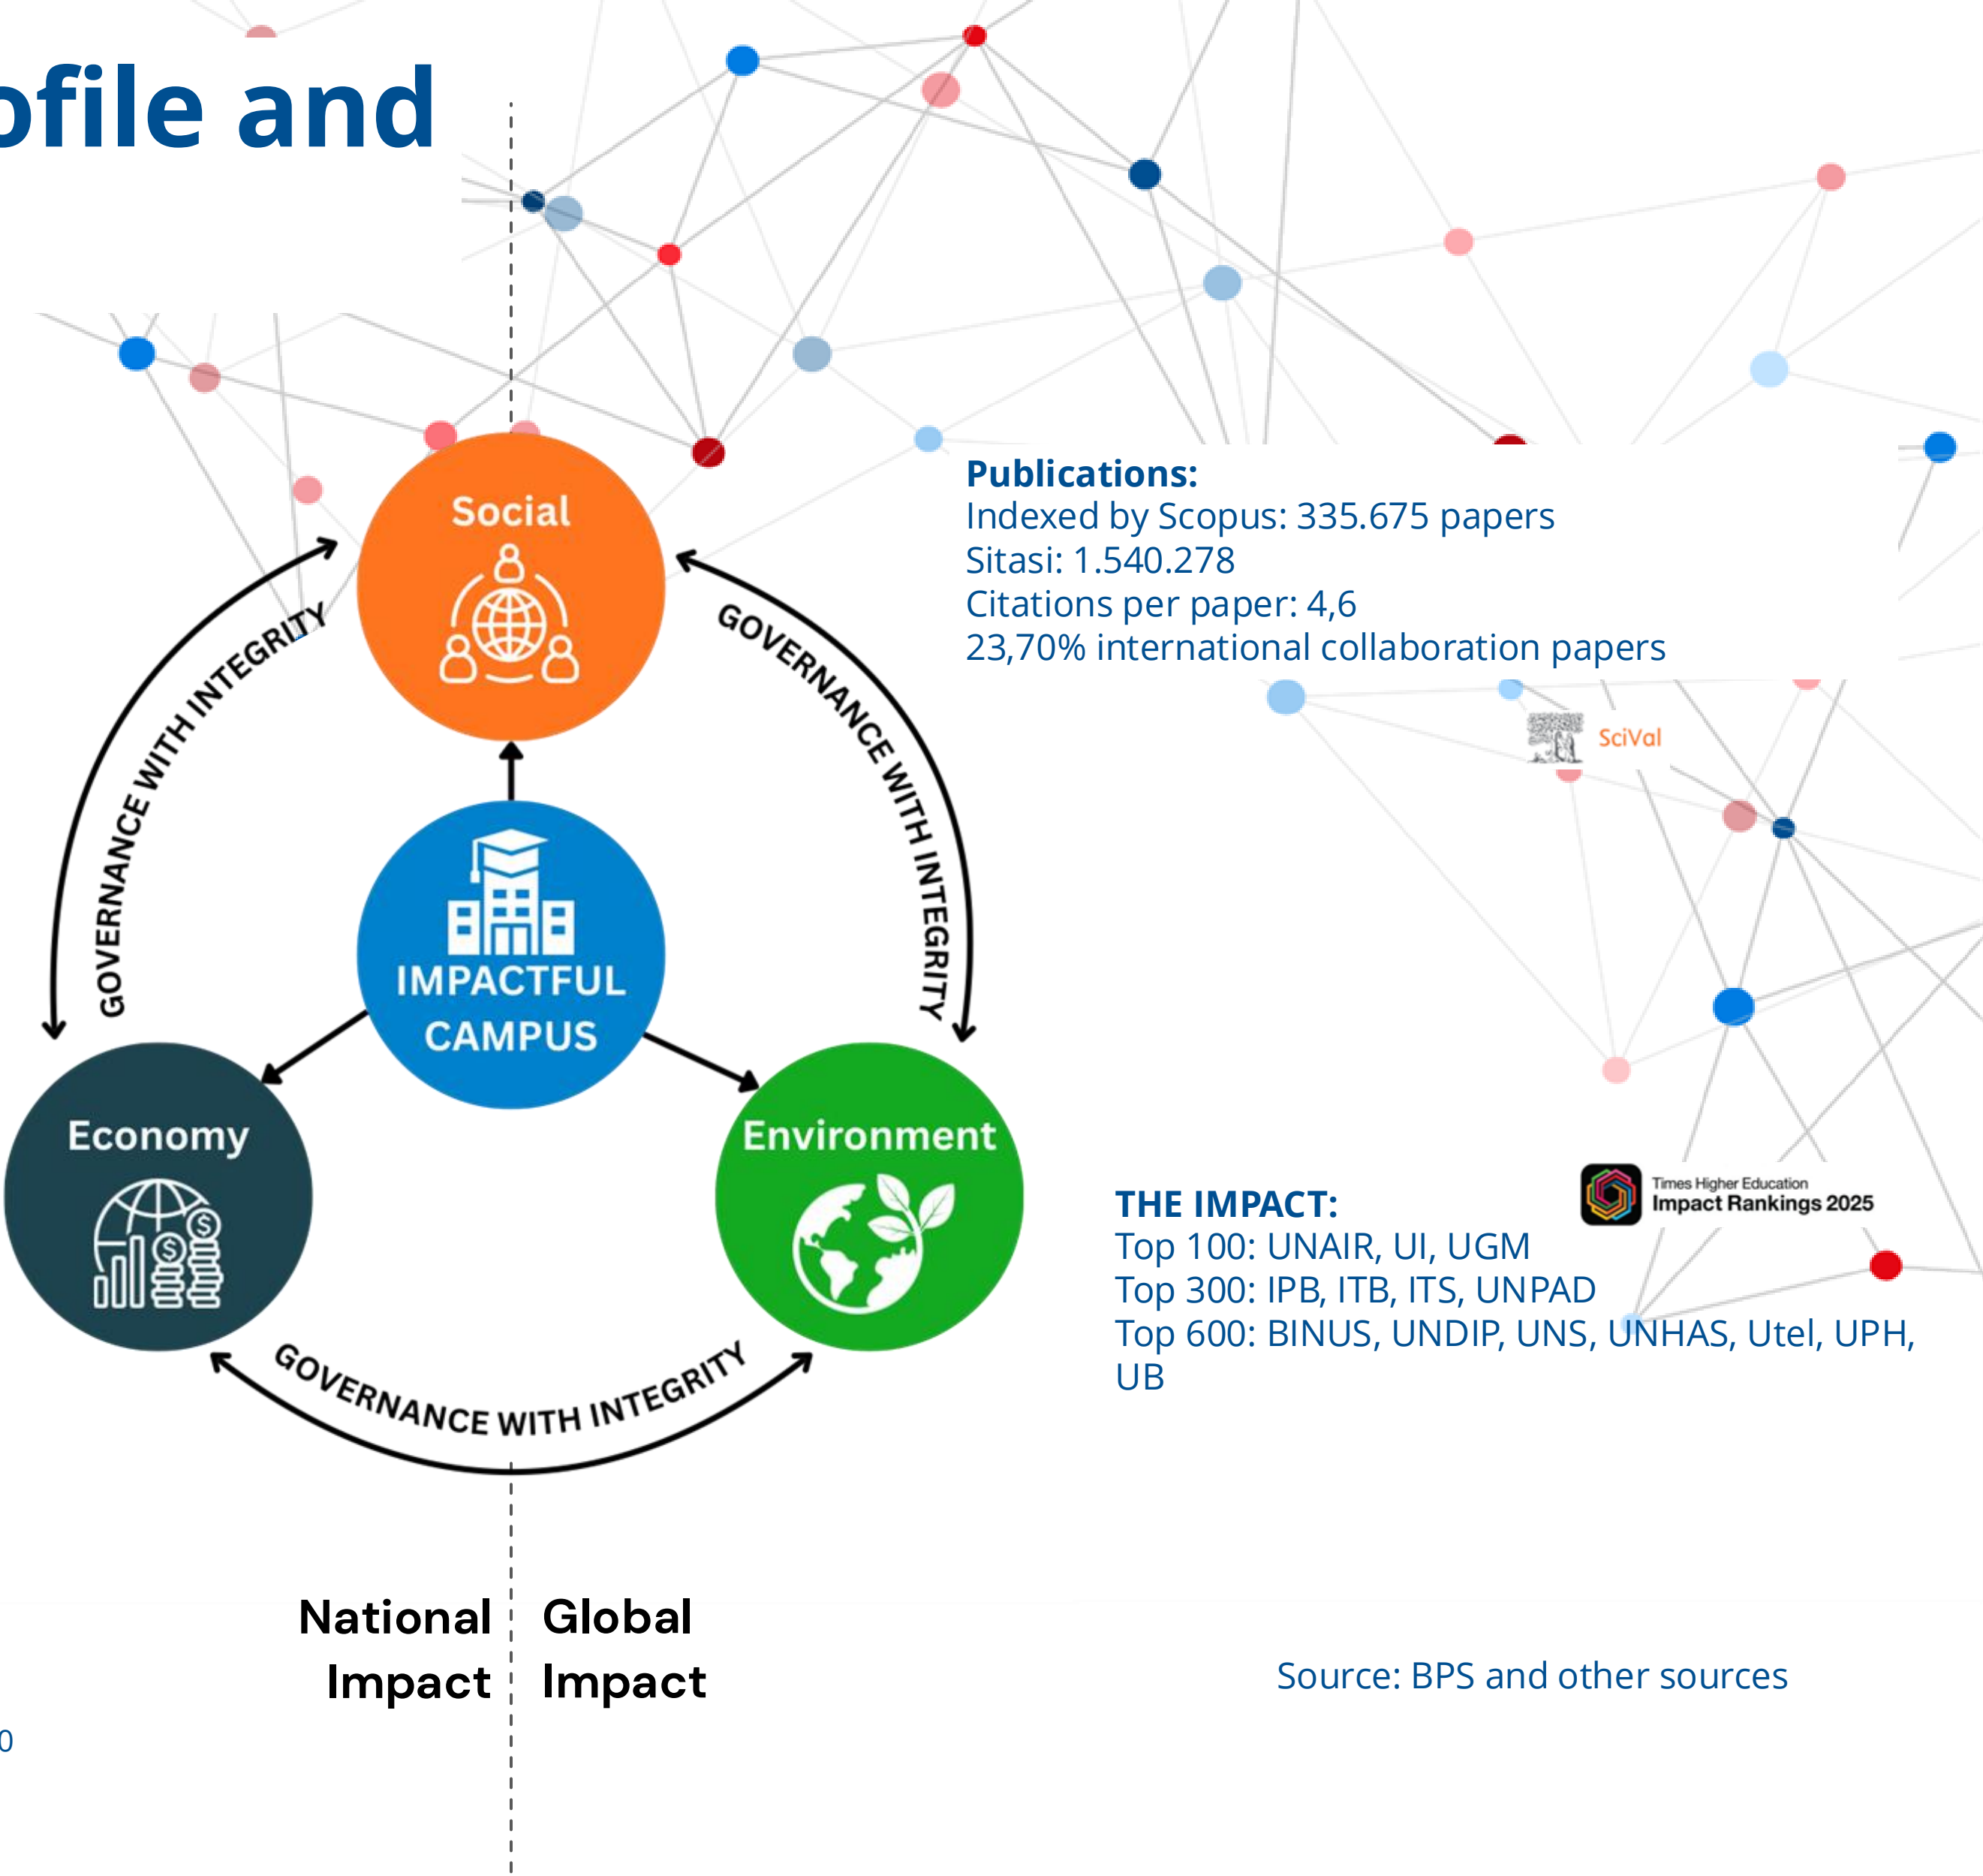 ofile and
Publications:
Indexed by Scopus: 335.675 papers
Sitasi: 1.540.278
Citations per paper: 4,6
23,70% international collaboration papers
SciVal
Social
GOVERNANCE WITH INTEGRITY
GOVERNANCE WITH INTEGRITY
IMPACTFUL
CAMPUS
Economy
Environment
GOVERNANCE WITH INTEGRITY
Times Higher Education
Impact Rankings 2025
THE IMPACT:
Top 100: UNAIR, UI, UGM
Top 300: IPB, ITB, ITS, UNPAD
Top 600: BINUS, UNDIP, UNS, UNHAS, Utel, UPH,
UB
National
Impact
Global
Impact
Source: BPS and other sources
0